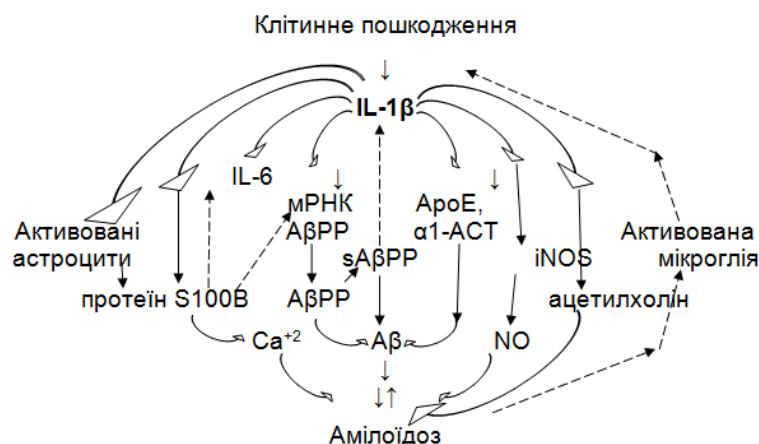 Клітинне пошкодження
↓
IL-1β
IL-6
↓
↓
мРНК
AβPP
ApoE,
α1-ACT
Активовані
астроцити
sAβPP
iNOS
Активована
мікроглія
протеїн S100B
AβPP
ацетилхолін
Ca⁺²
Aβ
NO
↓
↓↑
Амілоїдоз